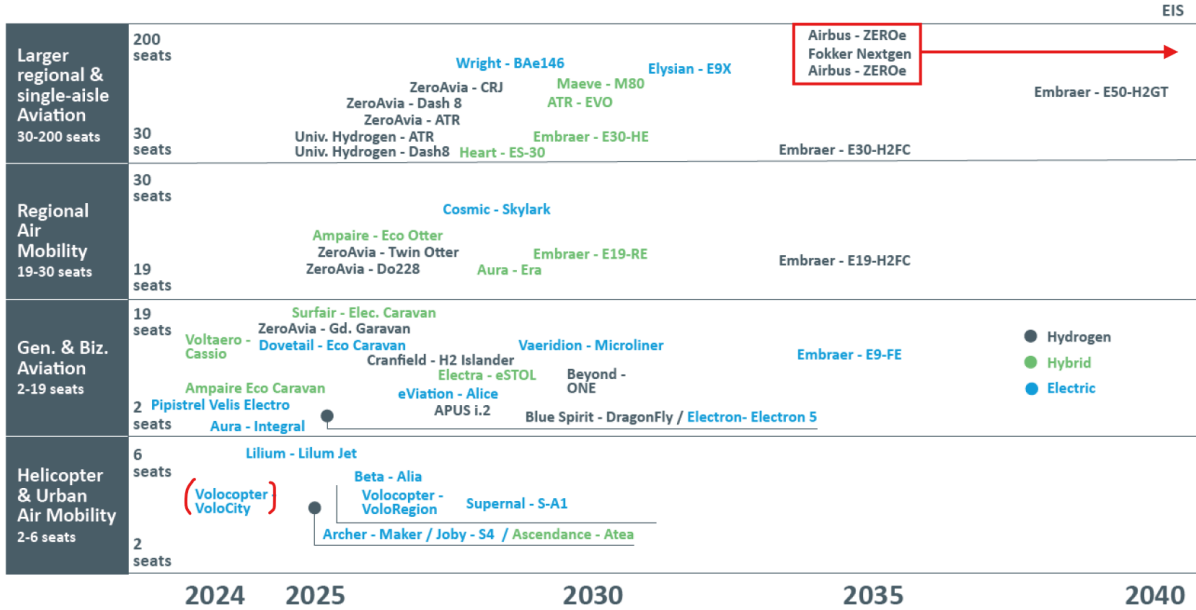 EIS
Larger
regional &
single-aisle
Aviation
30-200 seats
200
seats
30
seats
Airbus - ZEROe
Fokker Nextgen
Airbus - ZEROe
Wright - BAe146
Elysian - E9X
ZeroAvia - CRJ
Maeve - M80
Embraer - E50-H2GT
ZeroAvia - Dash 8
ATR - EVO
ZeroAvia - ATR
Univ. Hydrogen - ATR
Embraer - E30-HE
Univ. Hydrogen - Dash8
Heart - ES-30
Embraer - E30-H2FC
Regional
Air
Mobility
19-30 seats
30
seats
19
seats
Cosmic - Skylark
Ampaire - Eco Otter
ZeroAvia - Twin Otter
Embraer - E19-RE
Embraer - E19-H2FC
ZeroAvia - Do228
Aura - Era
Gen. & Biz.
Aviation
2-19 seats
19
seats
2
seats
Surfair - Elec. Caravan
ZeroAvia - Gd. Garavan
Voltaero -
Cassio
Dovetail - Eco Caravan
Vaeridion - Microliner
Embraer - E9-FE
Cranfield - H2 Islander
Electra - eSTOL
Beyond -
ONE
Ampaire Eco Caravan
eViation - Alice
Pipistrel Velis Electro
APUS i.2
Blue Spirit - DragonFly / Electron- Electron 5
Aura - Integral
Hydrogen
Hybrid
Electric
Helicopter
& Urban
Air Mobility
2-6 seats
6
seats
2
seats
Lilium - Lilum Jet
Beta - Alia
Volocopter -
VoloCity
Volocopter -
VoloRegion
Supernal - S-A1
Archer - Maker / Joby - S4 / Ascendance - Atea
2024 2025 2030 2035 2040